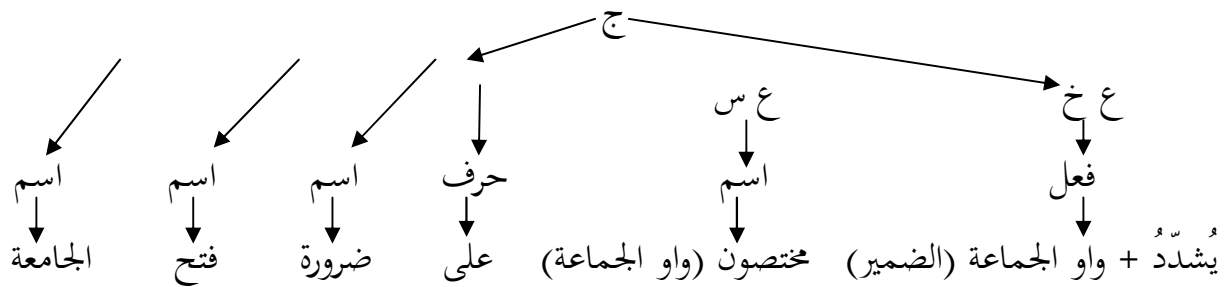 ج
ع خ ع س
فعل اسم حرف اسم اسم اسم
يُشدّدُ + واو الجماعة (الضمير) مختصون (واو الجماعة) على ضرورة فتح الجامعة